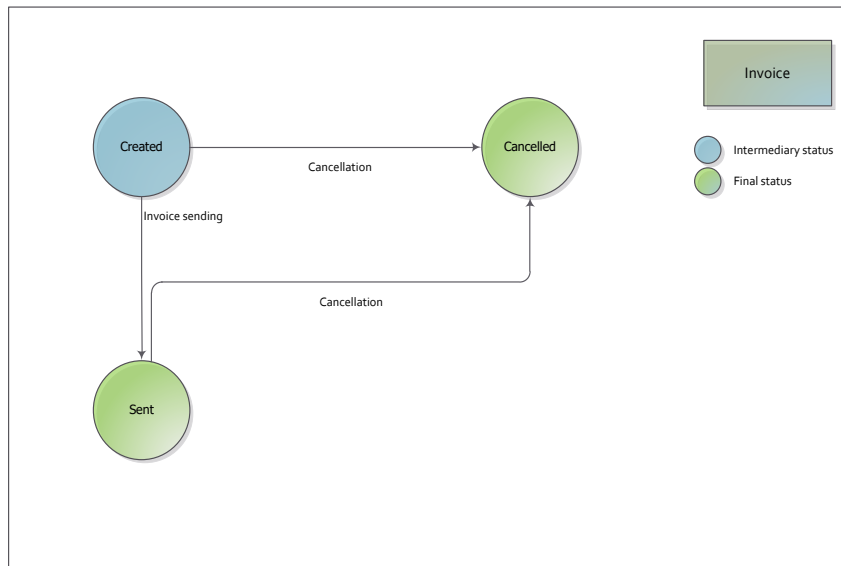 Invoice
Created
Cancelled
Intermediary status
Cancellation
Final status
Invoice sending
Cancellation
Sent